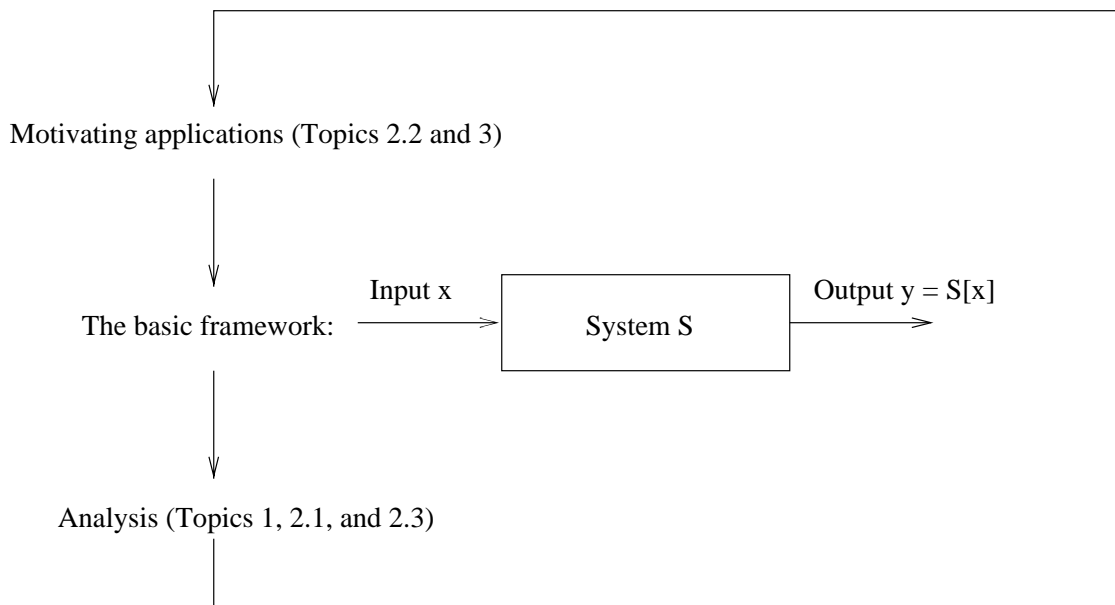 Motivating applications (Topics 2.2 and 3)
Input x
Output y = S[x]
The basic framework:
System S
Analysis (Topics 1, 2.1, and 2.3)